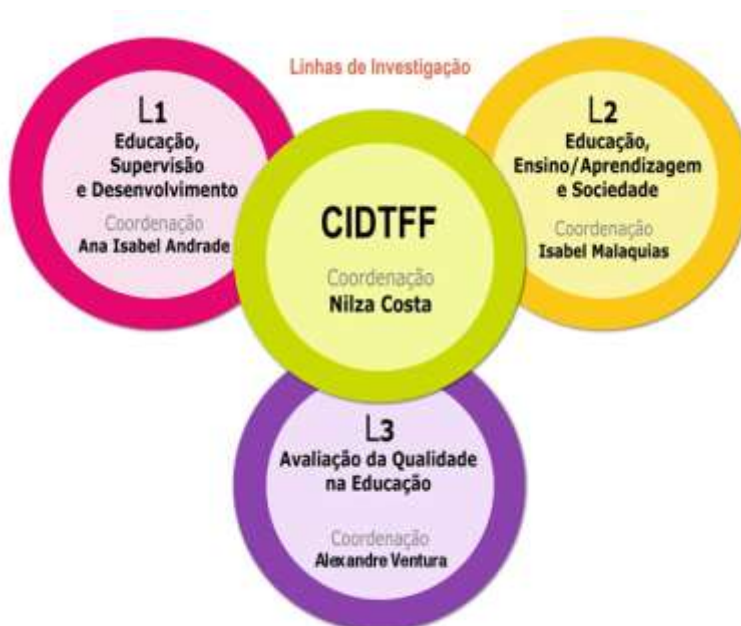 Linhas de Investigação
L1
Educação,
Supervisão
e Desenvolvimento
Coordenação
Ana Isabel Andrade
L2
Educação,
Ensino/Aprendizagem
e Sociedade
Coordenação
Isabel Malaquias
CIDTFF
Coordenação
Nilza Costa
L3
Avaliação da Qualidade
na Educação
Coordenação
Alexandre Ventura